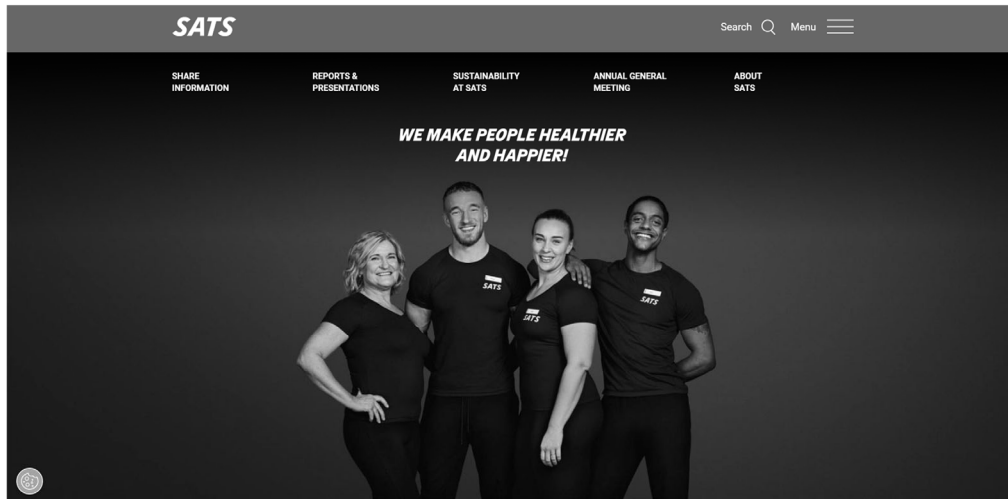 SATS
Search
Menu
SHARE
INFORMATION
REPORTS &
PRESENTATIONS
SUSTAINABILITY
AT SATS
ANNUAL GENERAL
MEETING
ABOUT
SATS
WE MAKE PEOPLE HEALTHIER
AND HAPPIER!
SATS
SATS
SATS